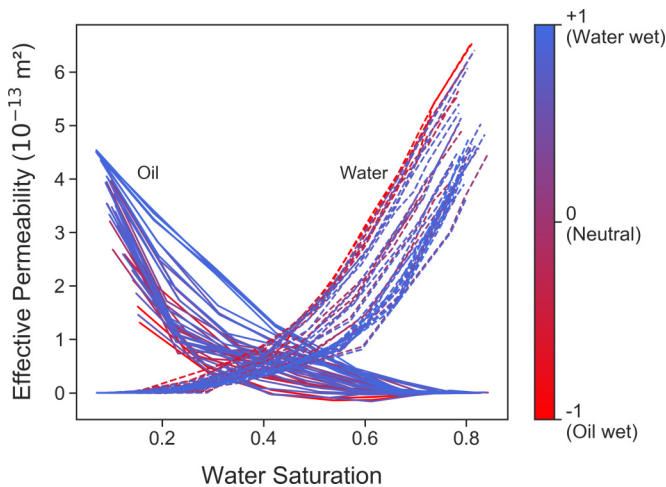 Effective Permeability (10⁻¹³ m²)
6
5
4
3
2
1
0
Oil
Water
0.2
0.4
0.6
0.8
Water Saturation
+1
(Water wet)
0
(Neutral)
-1
(Oil wet)